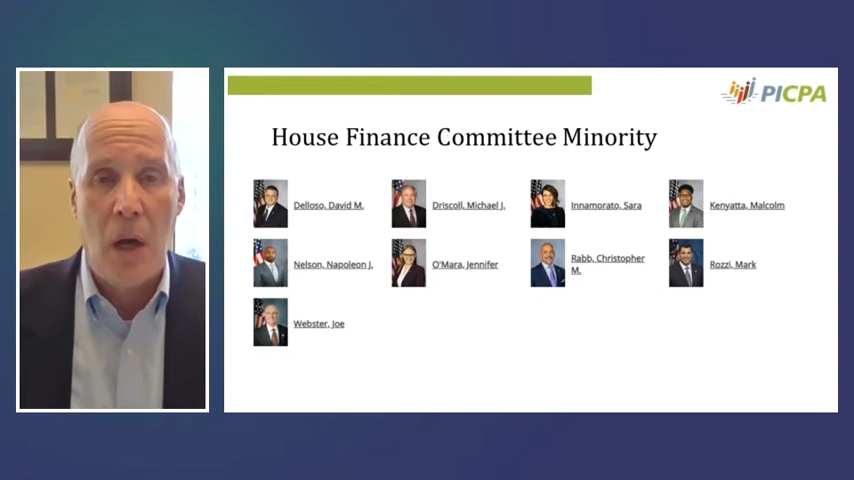 PICPA
House Finance Committee Minority
Delloso, David M.
Driscoll, Michael J.
Innamorato, Sara
Kenyatta, Malcolm
Nelson, Napoleon J.
O'Mara, Jennifer
Rabb, Christopher
M.
Rozzi, Mark
Webster, Joe